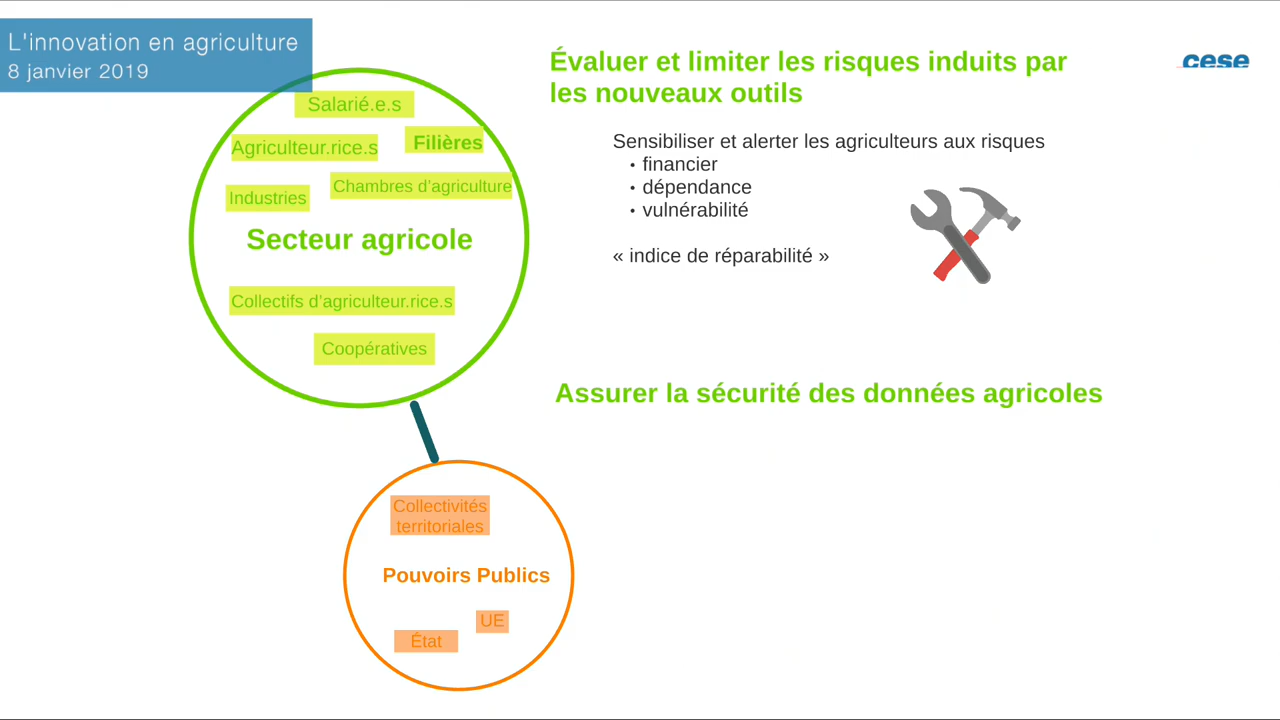 L'innovation en agriculture
8 janvier 2019
cese
Évaluer et limiter les risques induits par
les nouveaux outils
Sensibiliser et alerter les agriculteurs aux risques
• financier
• dépendance
• vulnérabilité
« indice de réparabilité »
Assurer la sécurité des données agricoles
Salarié.e.s
Agriculteur.rice.s
Filières
Chambres d'agriculture
Industries
Secteur agricole
Collectifs d'agriculteur.rice.s
Coopératives
Collectivités
territoriales
Pouvoirs Publics
UE
État